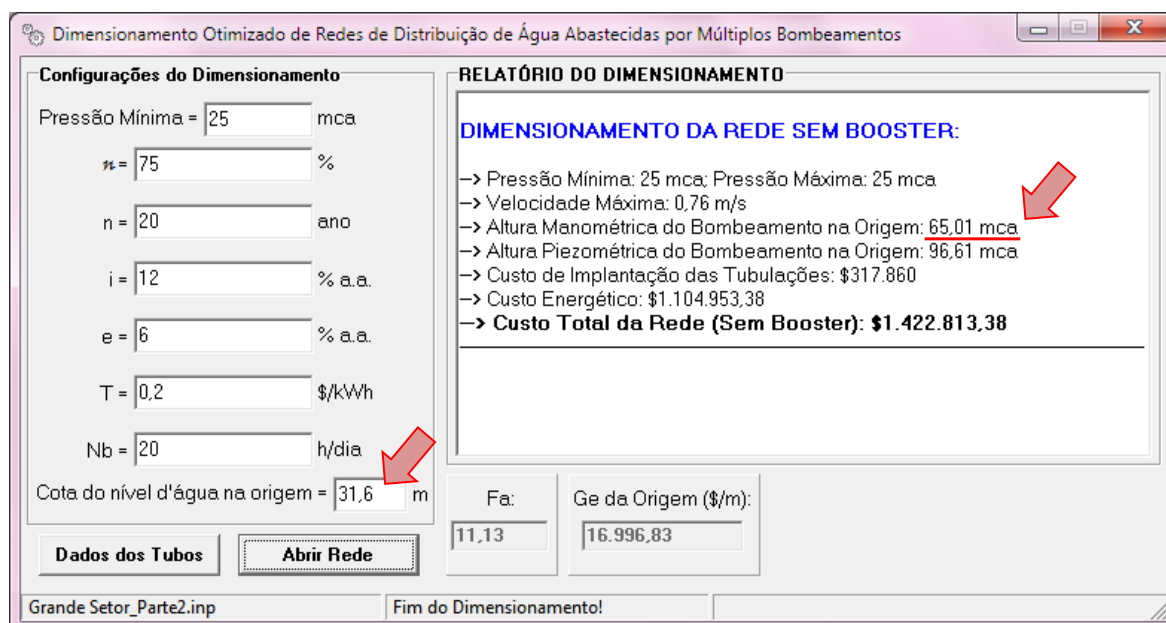 Dimensionamento Otimizado de Redes de Distribuição de Água Abastecidas por Múltiplos Bombeamentos
Configurações do Dimensionamento
Pressão Mínima = 25 mca
n = 75 %
n = 20 ano
i = 12 % a.a.
e = 6 % a.a.
T = 0,2 $/kWh
Nb = 20 h/dia
Cota do nível d'água na origem = 31,6 m
Dados dos Tubos
Abrir Rede
RELATÓRIO DO DIMENSIONAMENTO
DIMENSIONAMENTO DA REDE SEM BOOSTER:
--> Pressão Mínima: 25 mca; Pressão Máxima: 25 mca
--> Velocidade Máxima: 0,76 m/s
--> Altura Manométrica do Bombeamento na Origem: 65,01 mca
--> Altura Piezométrica do Bombeamento na Origem: 96,61 mca
--> Custo de Implantação das Tubulações: $317.860
--> Custo Energético: $1.104.953,38
--> Custo Total da Rede (Sem Booster): $1.422.813,38
Fa:
11,13
Ge da Origem ($/m):
16.996,83
Grande Setor_Parte2.inp
Fim do Dimensionamento!